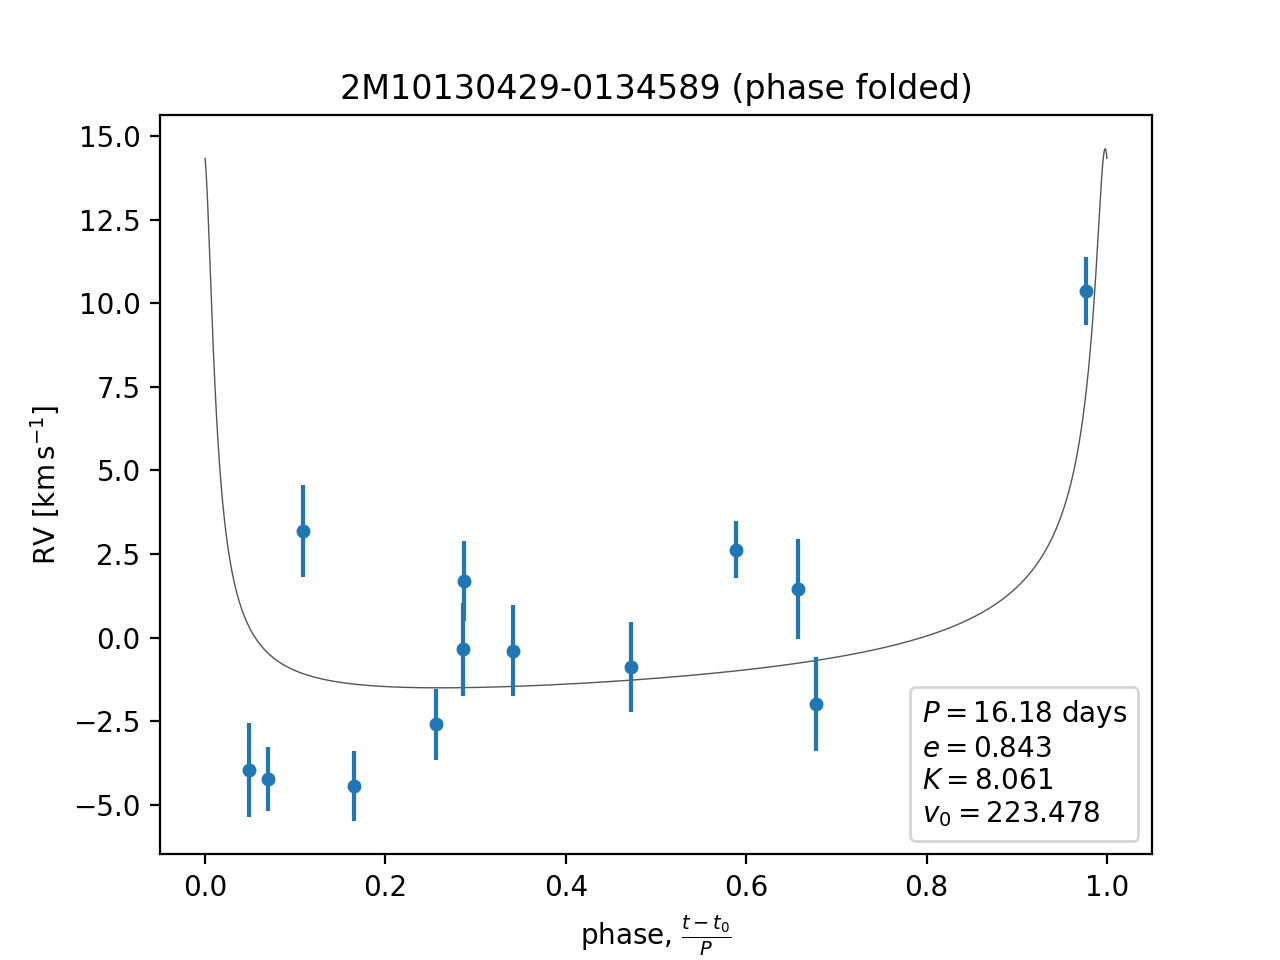 2M10130429-0134589 (phase folded)
15.0
12.5
10.0
7.5
5.0
2.5
0.0
−2.5
−5.0
RV [km s⁻¹]
P = 16.18 days
e = 0.843
K = 8.061
v₀ = 223.478
0.0 0.2 0.4 0.6 0.8 1.0
phase, (t − t₀)/P